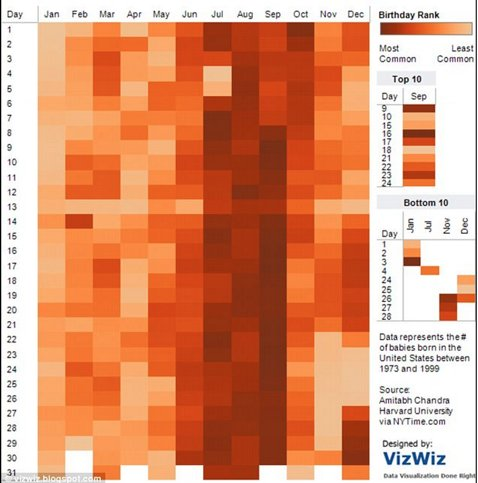 Day Jan Feb Mar Apr May Jun Jul Aug Sep Oct Nov Dec
1
2
3
4
5
6
7
8
9
10
11
12
13
14
15
16
17
18
19
20
21
22
23
24
25
26
27
28
29
30
31
vizwiz.blogspot.com
Birthday Rank
Most Common
Least Common
Top 10
Day Sep
9
10
15
16
17
18
21
22
23
24
Bottom 10
Day Jan Jul Nov Dec
1
2
3
4
24
25
26
27
28
Data represents the #
of babies born in the
United States between
1973 and 1999
Source:
Amitabh Chandra
Harvard University
via NYTime.com
Designed by:
VizWiz
Data Visualization Done Right